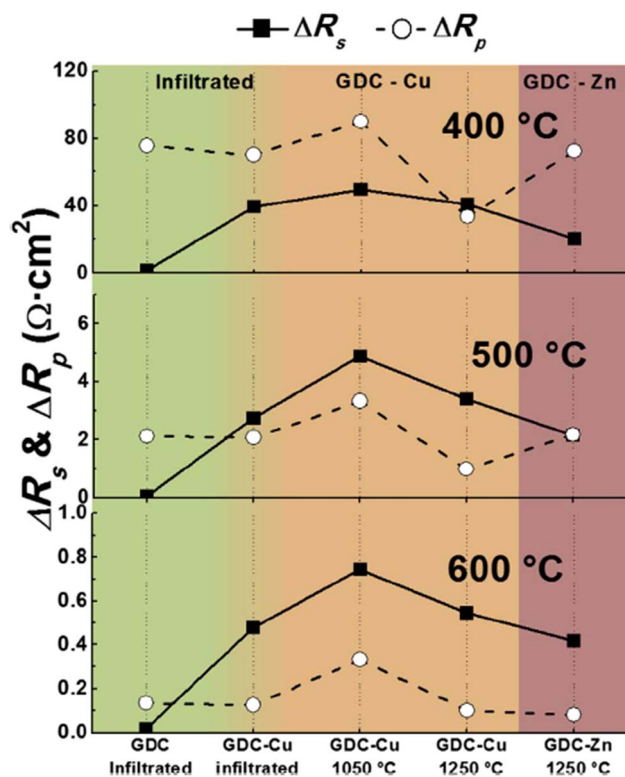 ΔRs ΔRp
Infiltrated GDC - Cu GDC - Zn
120
400 °C
80
40
0
6
500 °C
4
2
0
1.0
600 °C
0.8
0.6
0.4
0.2
0.0
ΔRs & ΔRp (Ω·cm²)
GDC GDC-Cu GDC-Cu GDC-Cu GDC-Zn
Infiltrated infiltrated 1050 °C 1250 °C 1250 °C